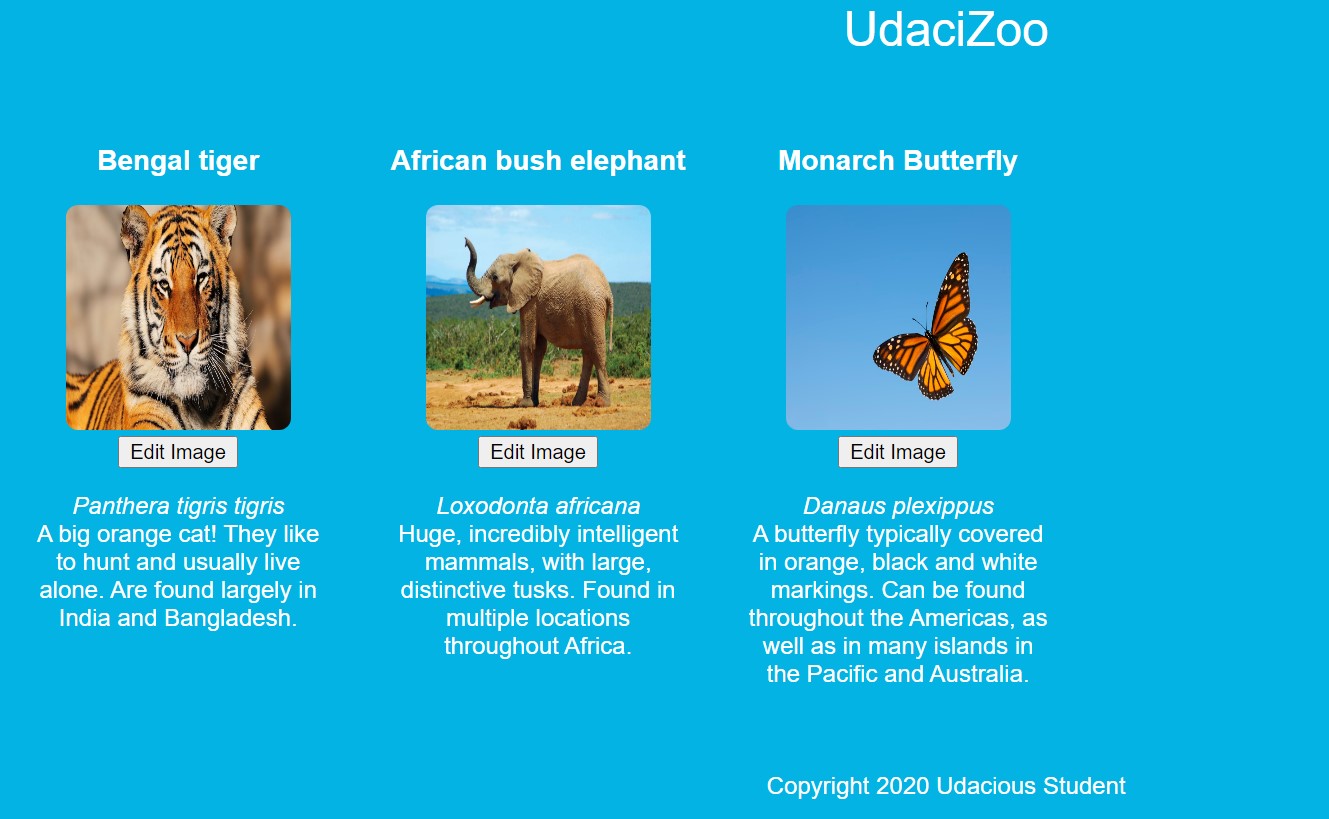 UdaciZoo
Bengal tiger
Edit Image
Panthera tigris tigris
A big orange cat! They like
to hunt and usually live
alone. Are found largely in
India and Bangladesh.
African bush elephant
Edit Image
Loxodonta africana
Huge, incredibly intelligent
mammals, with large,
distinctive tusks. Found in
multiple locations
throughout Africa.
Monarch Butterfly
Edit Image
Danaus plexippus
A butterfly typically covered
in orange, black and white
markings. Can be found
throughout the Americas, as
well as in many islands in
the Pacific and Australia.
Copyright 2020 Udacious Student